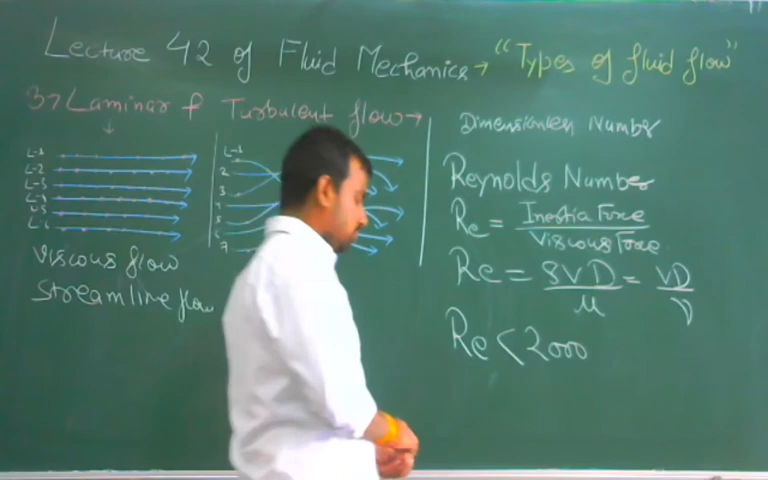 Lecture 42 of Fluid Mechanics → "Types of fluid flow"
3→ Laminar & Turbulent flow →
L-1
L-2
L-3
L-4
L-5
L-6
Viscous flow
Streamline flow
L-1
2
3
4
5
6
7
Dimensionless Number
Reynolds Number
Re = Inertia Force / Viscous Force
Re = ρVD / μ = VD / ν
Re < 2000